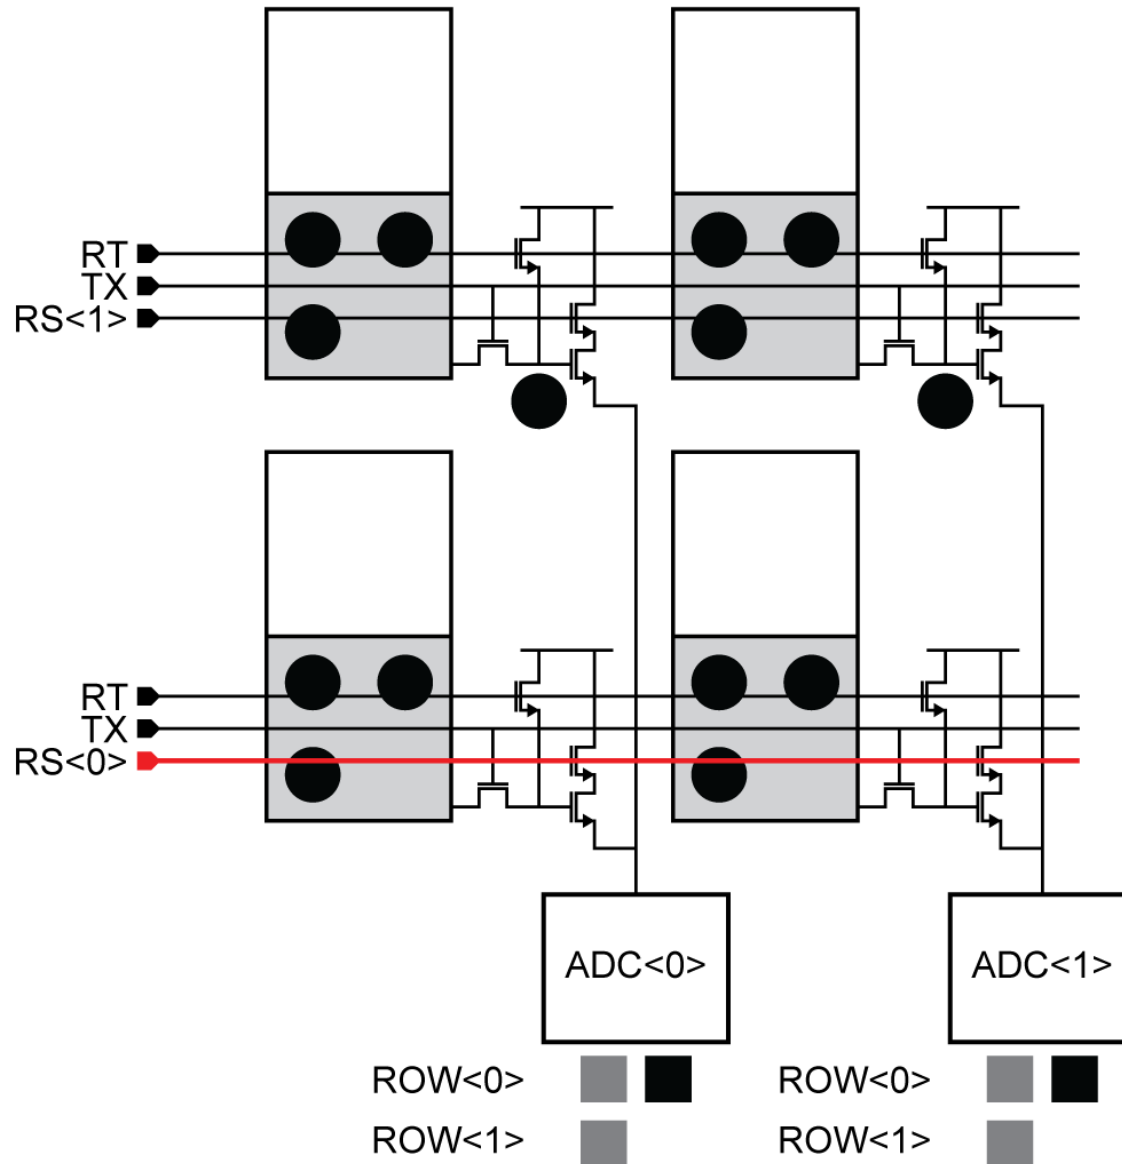 RT
TX
RS<1>
RT
TX
RS<0>
ADC<0> ADC<1>
ROW<0> ROW<0>
ROW<1> ROW<1>